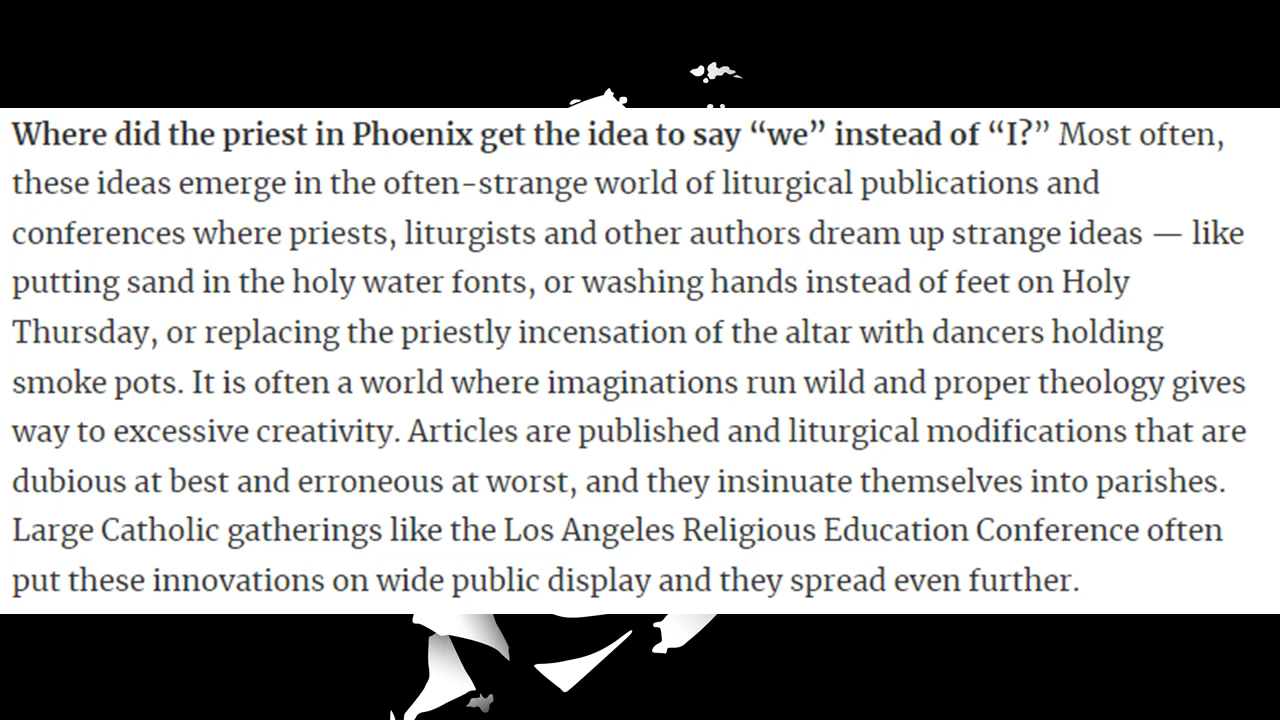 Where did the priest in Phoenix get the idea to say “we” instead of “I?” Most often,
these ideas emerge in the often-strange world of liturgical publications and
conferences where priests, liturgists and other authors dream up strange ideas — like
putting sand in the holy water fonts, or washing hands instead of feet on Holy
Thursday, or replacing the priestly incensation of the altar with dancers holding
smoke pots. It is often a world where imaginations run wild and proper theology gives
way to excessive creativity. Articles are published and liturgical modifications that are
dubious at best and erroneous at worst, and they insinuate themselves into parishes.
Large Catholic gatherings like the Los Angeles Religious Education Conference often
put these innovations on wide public display and they spread even further.